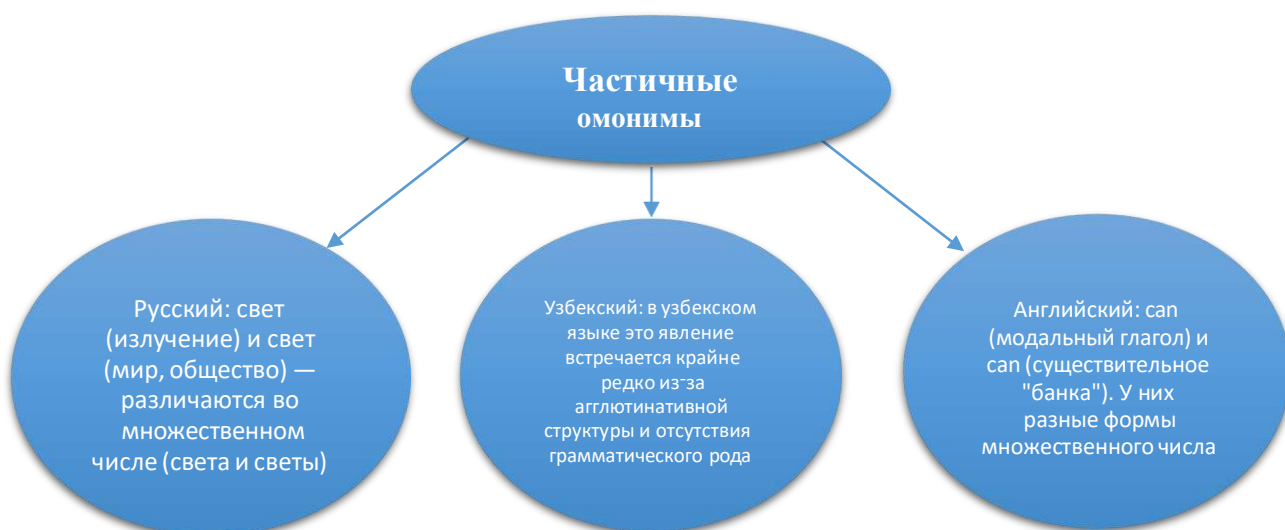 Частичные
омонимы
Русский: свет
(излучение) и свет
(мир, общество) —
различаются во
множественном
числе (света и светы)
Узбекский: в узбекском
языке это явление
встречается крайне
редко из-за
агглютинативной
структуры и отсутствия
грамматического рода
Английский: can
(модальный глагол) и
can (существительное
"банка"). У них
разные формы
множественного числа